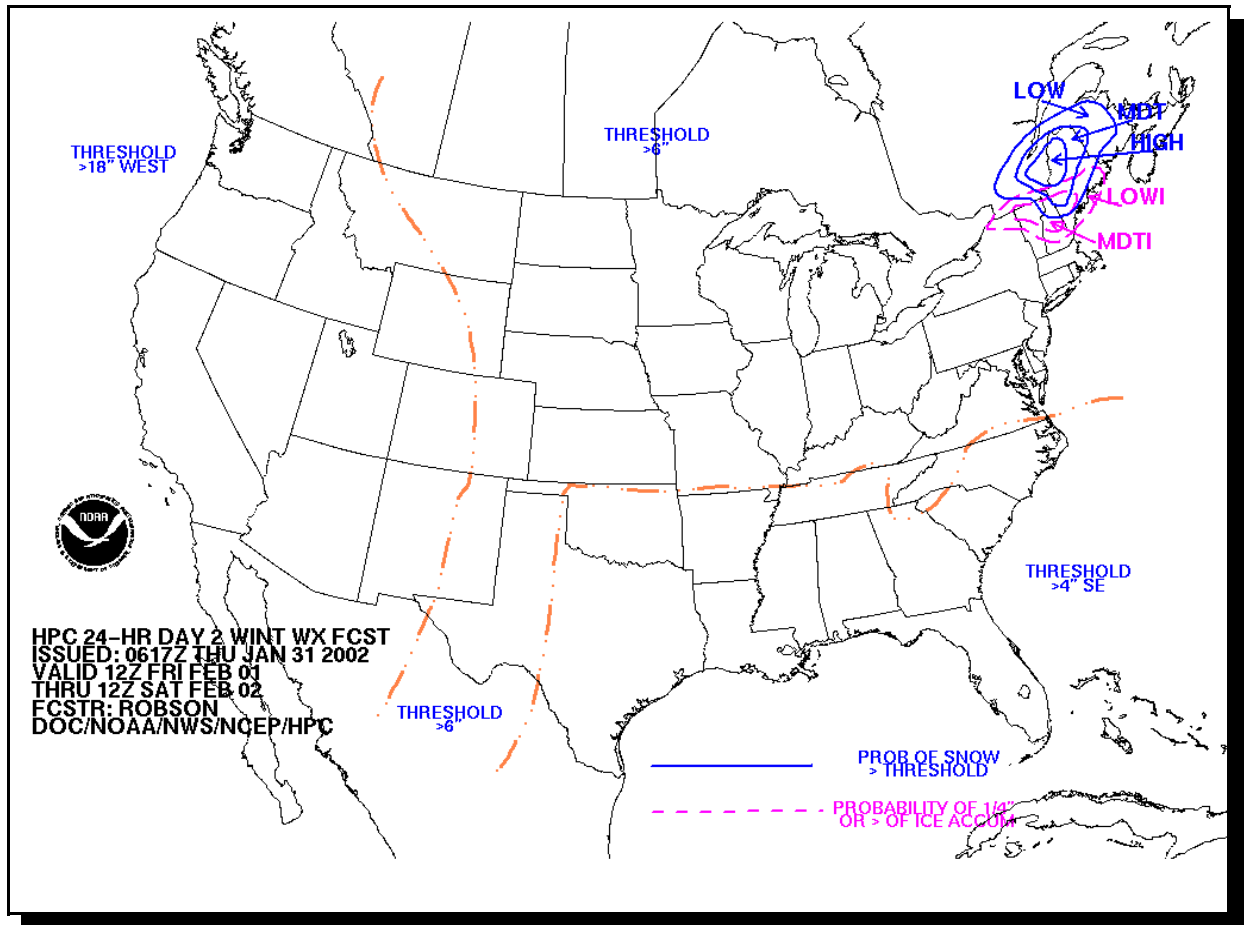 LOW
MDT
HIGH
THRESHOLD
>6"
THRESHOLD
>18" WEST
LOWI
MDTI
NOAA
THRESHOLD
>4" SE
HPC 24-HR DAY 2 WINT WX FCST
ISSUED: 0617Z THU JAN 31 2002
VALID 12Z FRI FEB 01
THRU 12Z SAT FEB 02
FCSTR: ROBSON
DOC/NOAA/NWS/NCEP/HPC
THRESHOLD
>6"
PROB OF SNOW
> THRESHOLD
PROBABILITY OF 1/4"
OR > OF ICE ACCUM